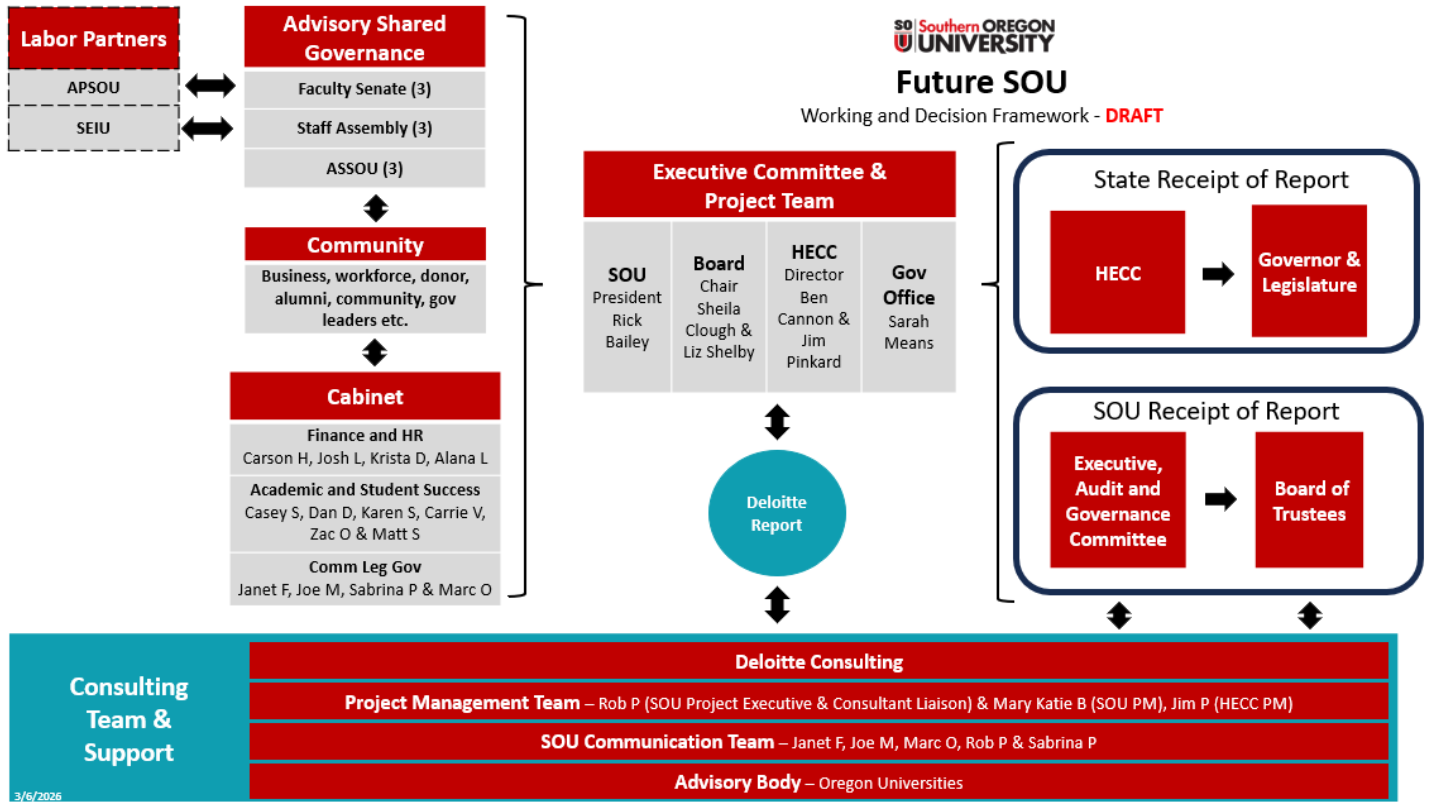 Labor Partners
APSOU
SEIU
Advisory Shared
Governance
Faculty Senate (3)
Staff Assembly (3)
ASSOU (3)
Community
Business, workforce, donor,
alumni, community, gov
leaders etc.
Cabinet
Finance and HR
Carson H, Josh L, Krista D, Alana L
Academic and Student Success
Casey S, Dan D, Karen S, Carrie V,
Zac O & Matt S
Comm Leg Gov
Janet F, Joe M, Sabrina P & Marc O
SO
U
Southern OREGON
UNIVERSITY
Future SOU
Working and Decision Framework - DRAFT
Executive Committee &
Project Team
SOU
President
Rick
Bailey
Board
Chair
Sheila
Clough &
Liz Shelby
HECC
Director
Ben
Cannon &
Jim
Pinkard
Gov
Office
Sarah
Means
Deloitte
Report
State Receipt of Report
HECC
Governor &
Legislature
SOU Receipt of Report
Executive,
Audit and
Governance
Committee
Board of
Trustees
Consulting
Team &
Support
3/6/2026
Deloitte Consulting
Project Management Team – Rob P (SOU Project Executive & Consultant Liaison) & Mary Katie B (SOU PM), Jim P (HECC PM)
SOU Communication Team – Janet F, Joe M, Marc O, Rob P & Sabrina P
Advisory Body – Oregon Universities